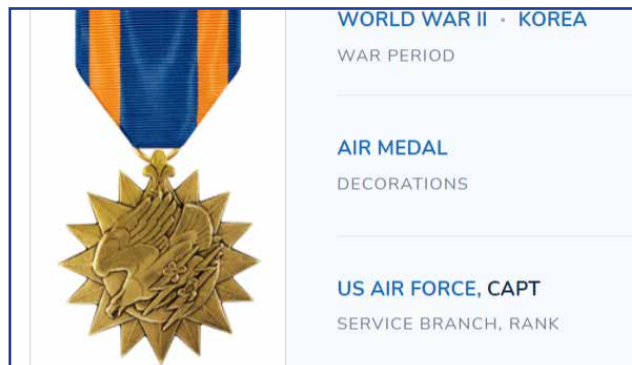 WORLD WAR II • KOREA
WAR PERIOD
AIR MEDAL
DECORATIONS
US AIR FORCE, CAPT
SERVICE BRANCH, RANK